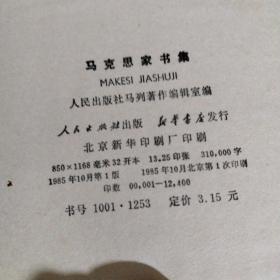 马克思家书集
MAKESI JIASHUJI
人民出版社马列著作编辑室编
人民出版社出版 新华书店发行
北京新华印刷厂印刷
850×1168毫米32开本 13.25印张 310,000字
1985年10月第1版 1985年10月北京第1次印刷
印数 00,001—12,400
书号 1001·1253 定价 3.15元